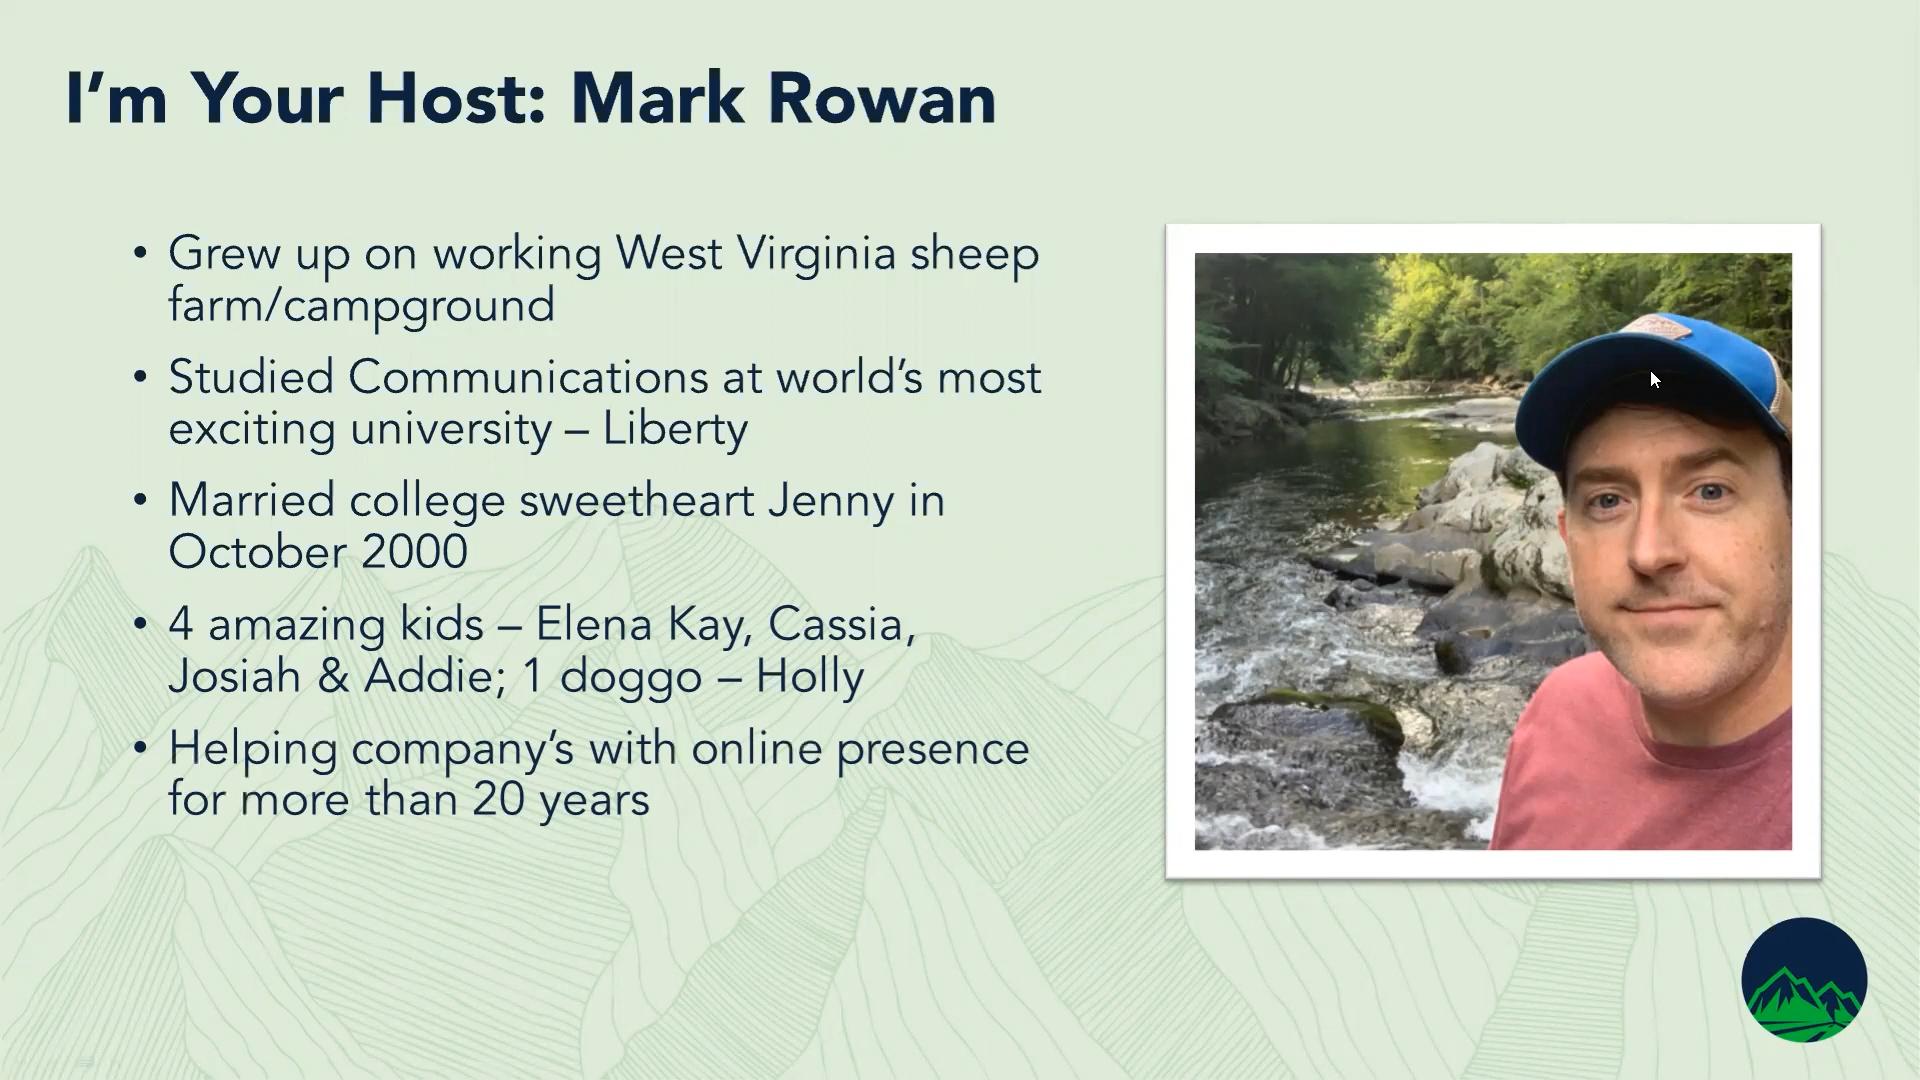 I’m Your Host: Mark Rowan
• Grew up on working West Virginia sheep
farm/campground
• Studied Communications at world’s most
exciting university – Liberty
• Married college sweetheart Jenny in
October 2000
• 4 amazing kids – Elena Kay, Cassia,
Josiah & Addie; 1 doggo – Holly
• Helping company’s with online presence
for more than 20 years